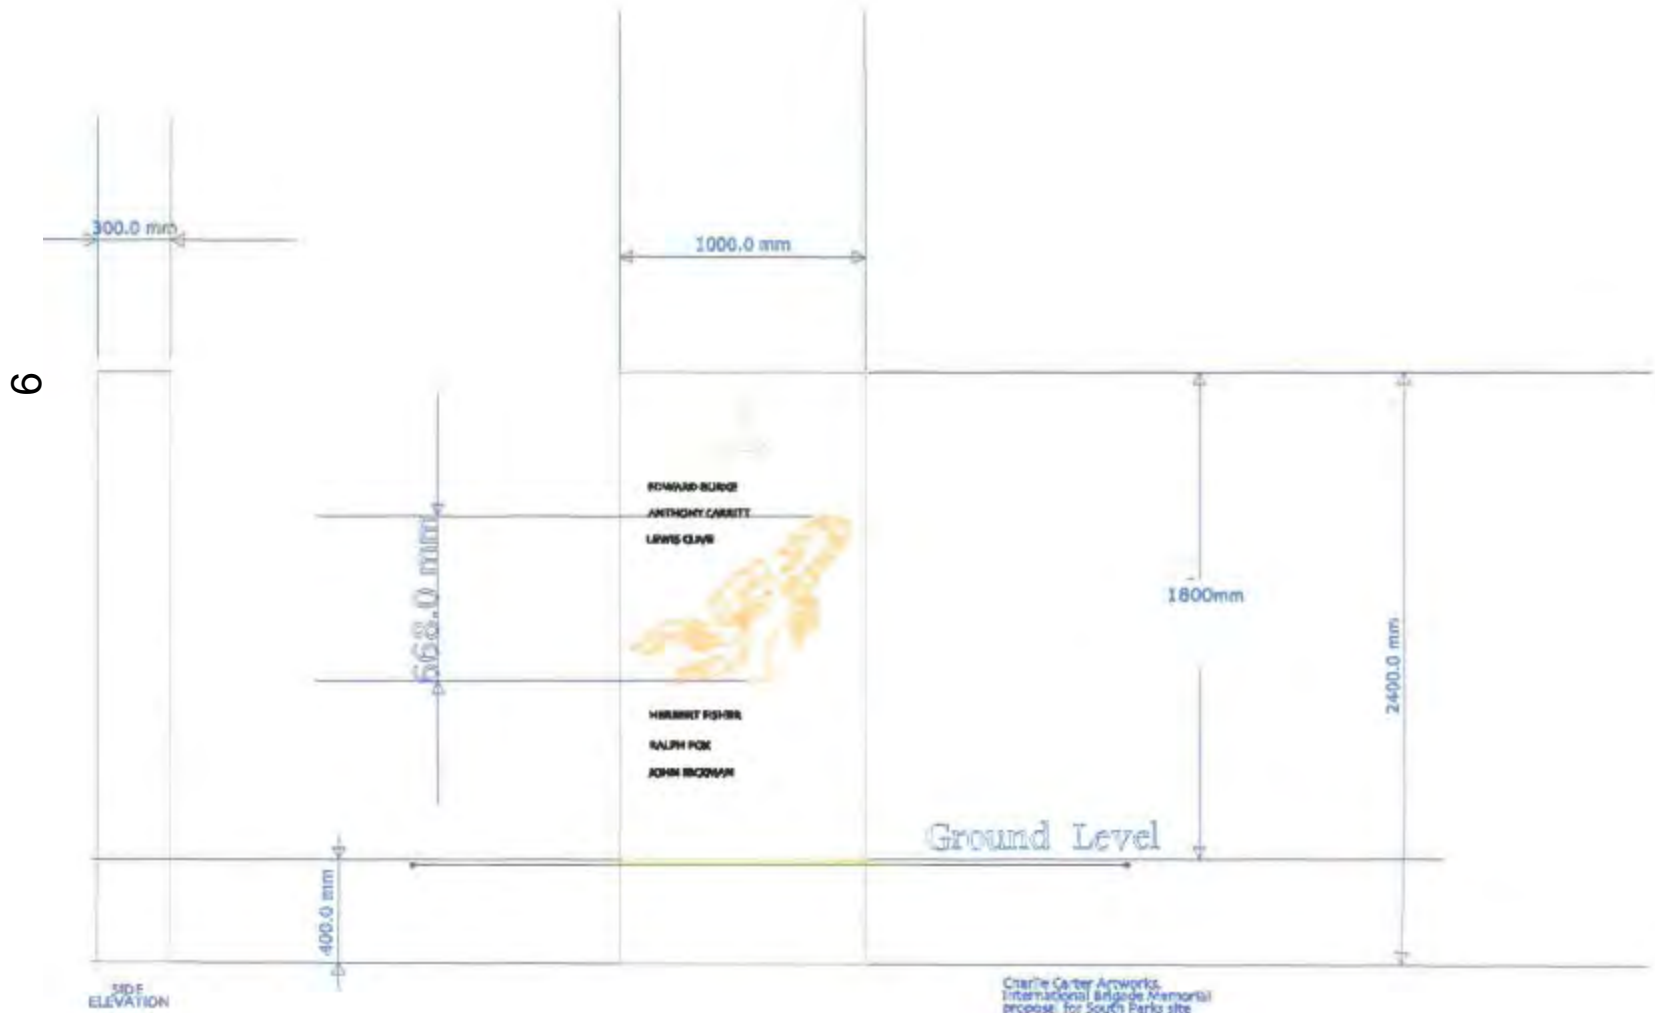 300.0 mm
1000.0 mm
6
EDWARD BURKE
ANTHONY CARRITT
LEWIS CLIVE
668.0 mm
1800mm
2400.0 mm
HERBERT FISHER
RALPH FOX
JOHN RICKMAN
Ground Level
400.0 mm
SIDE
ELEVATION
Charlie Carter Artworks.
International Brigade Memorial
proposal for South Parks site